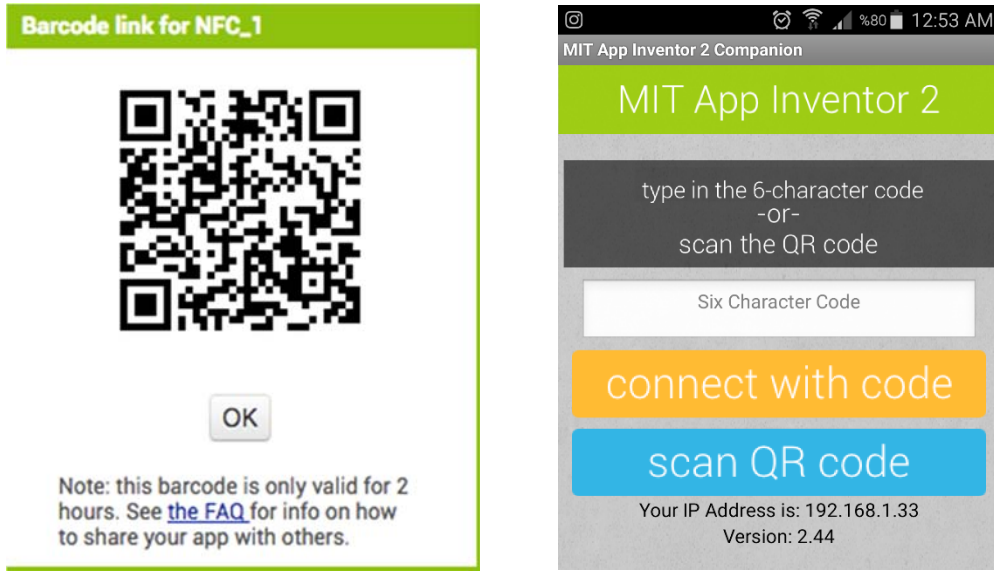 Barcode link for NFC_1
OK
Note: this barcode is only valid for 2
hours. See the FAQ for info on how
to share your app with others.
%80 12:53 AM
MIT App Inventor 2 Companion
MIT App Inventor 2
type in the 6-character code
-or-
scan the QR code
Six Character Code
connect with code
scan QR code
Your IP Address is: 192.168.1.33
Version: 2.44